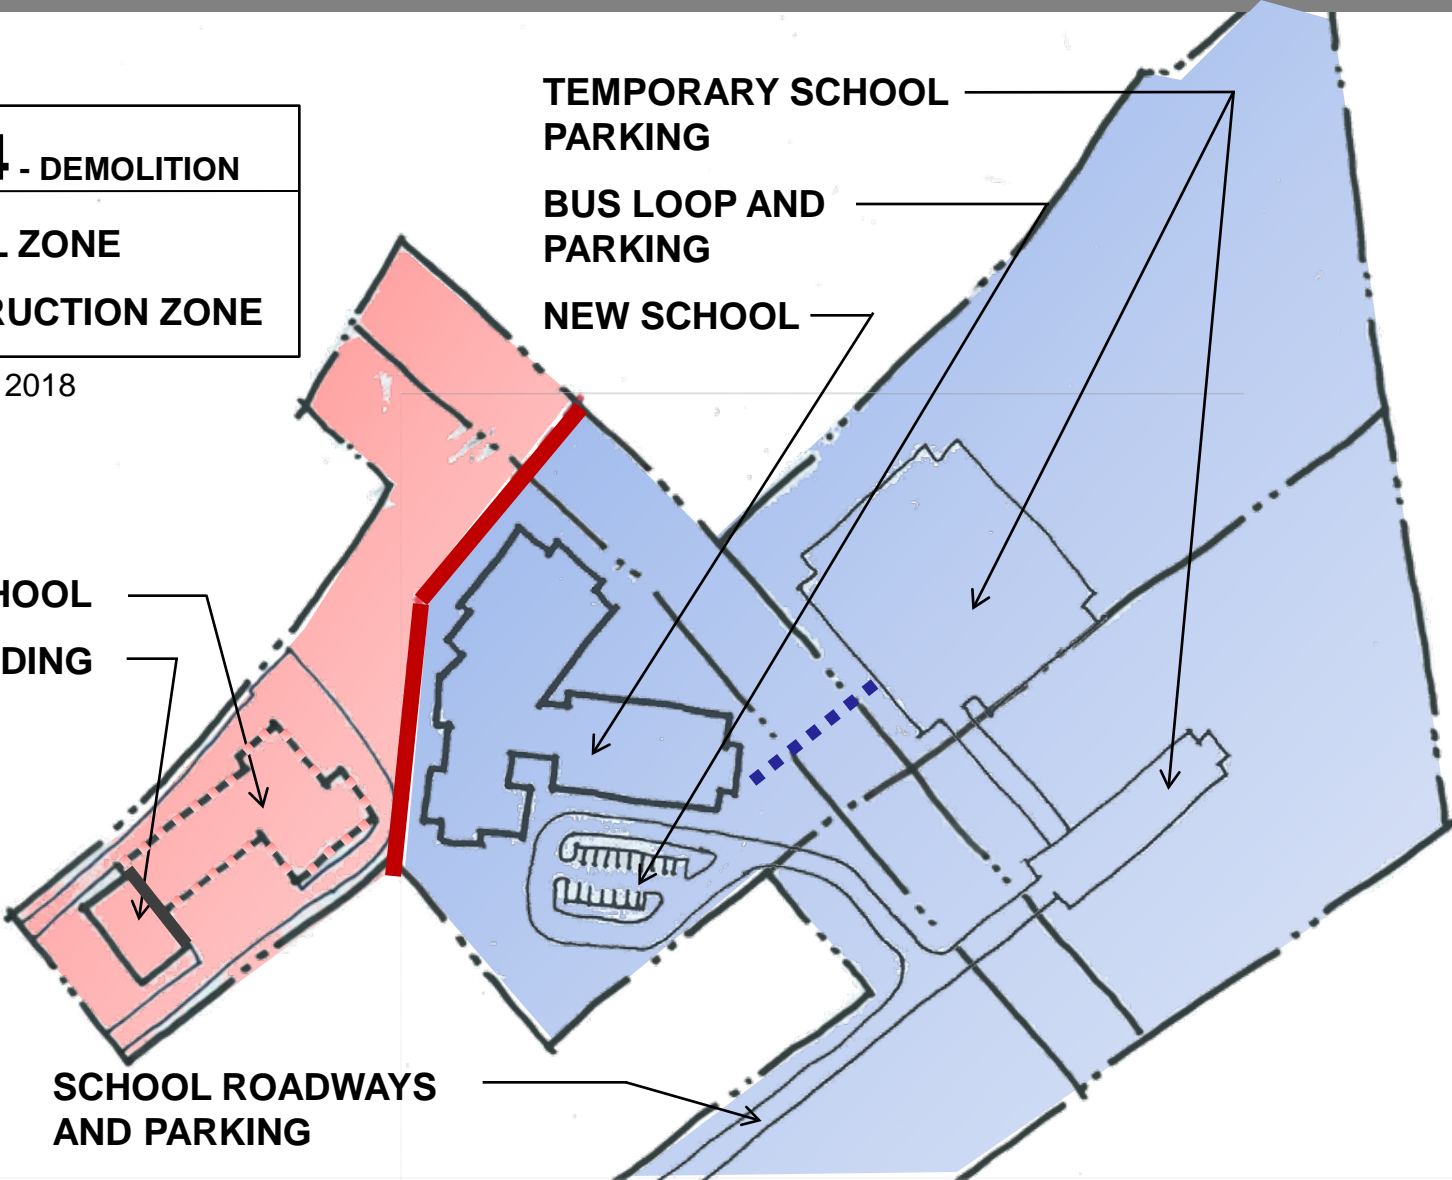 4 - DEMOLITION
ZONE
RUCTION ZONE
2018
TEMPORARY SCHOOL
PARKING
BUS LOOP AND
PARKING
NEW SCHOOL
HOOL
DING
SCHOOL ROADWAYS
AND PARKING